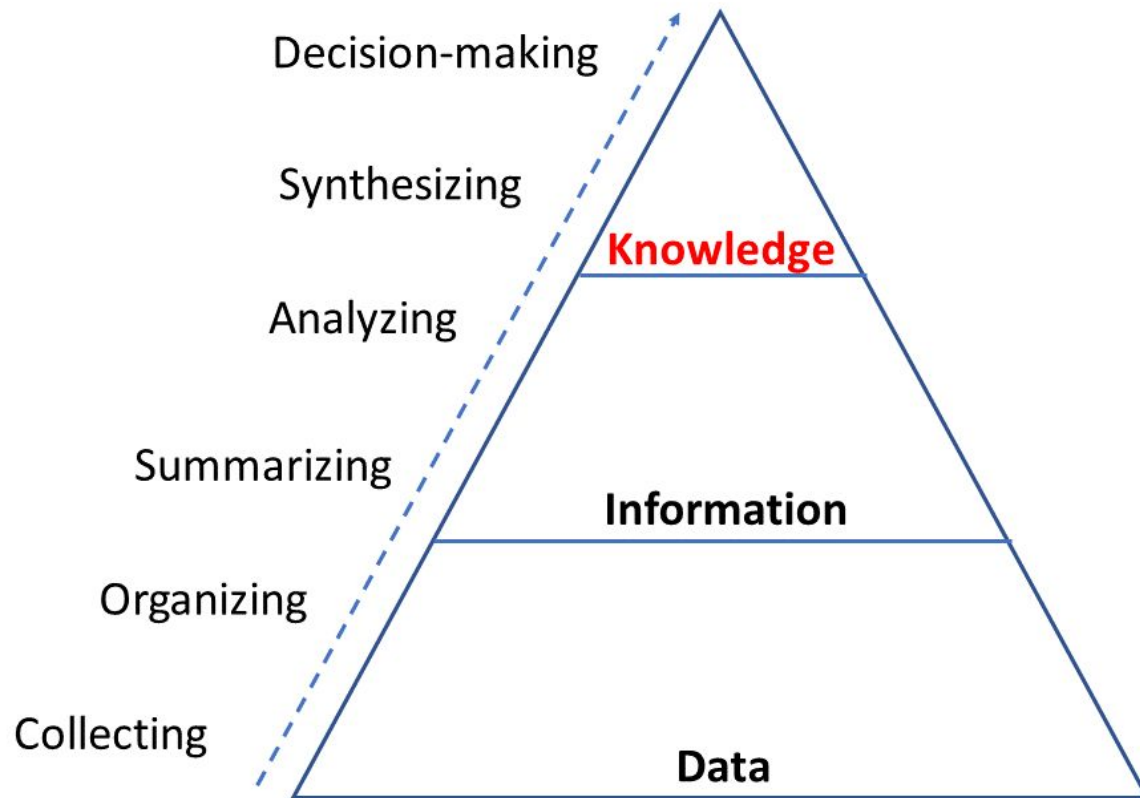 Decision-making
Synthesizing
Knowledge
Analyzing
Summarizing
Information
Organizing
Collecting
Data